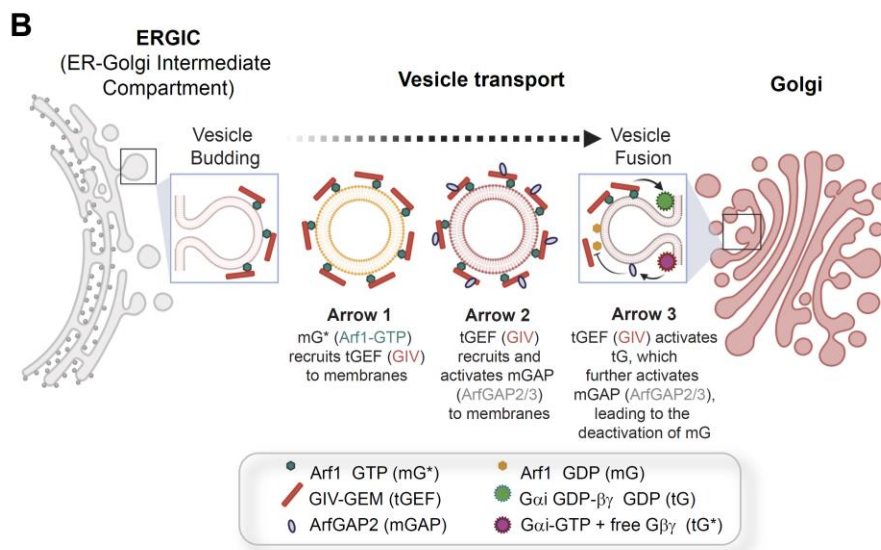 B
ERGIC
(ER-Golgi Intermediate
Compartment)
Vesicle transport
Golgi
Vesicle
Budding
Vesicle
Fusion
Arrow 1
mG* (Arf1-GTP)
recruits tGEF (GIV)
to membranes
Arrow 2
tGEF (GIV)
recruits and
activates mGAP
(ArfGAP2/3)
to membranes
Arrow 3
tGEF (GIV) activates
tG, which
further activates
mGAP (ArfGAP2/3),
leading to the
deactivation of mG
Arf1 GTP (mG*)
GIV-GEM (tGEF)
ArfGAP2 (mGAP)
Arf1 GDP (mG)
Gαi GDP-βγ GDP (tG)
Gαi-GTP + free Gβγ (tG*)